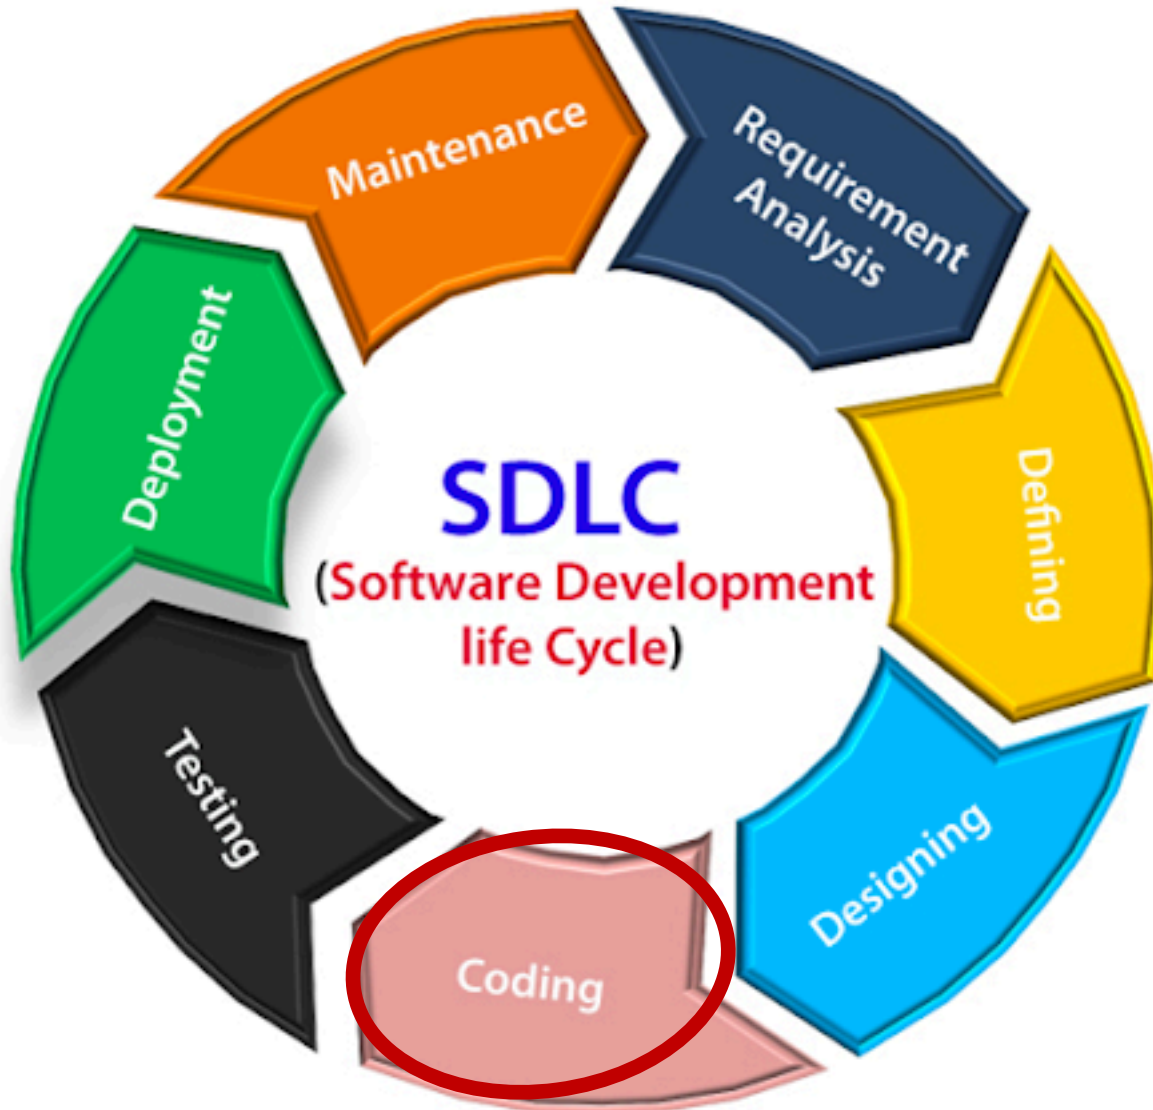 Maintenance
Requirement
Analysis
Defining
Designing
Coding
Testing
Deployment
SDLC
(Software Development
life Cycle)